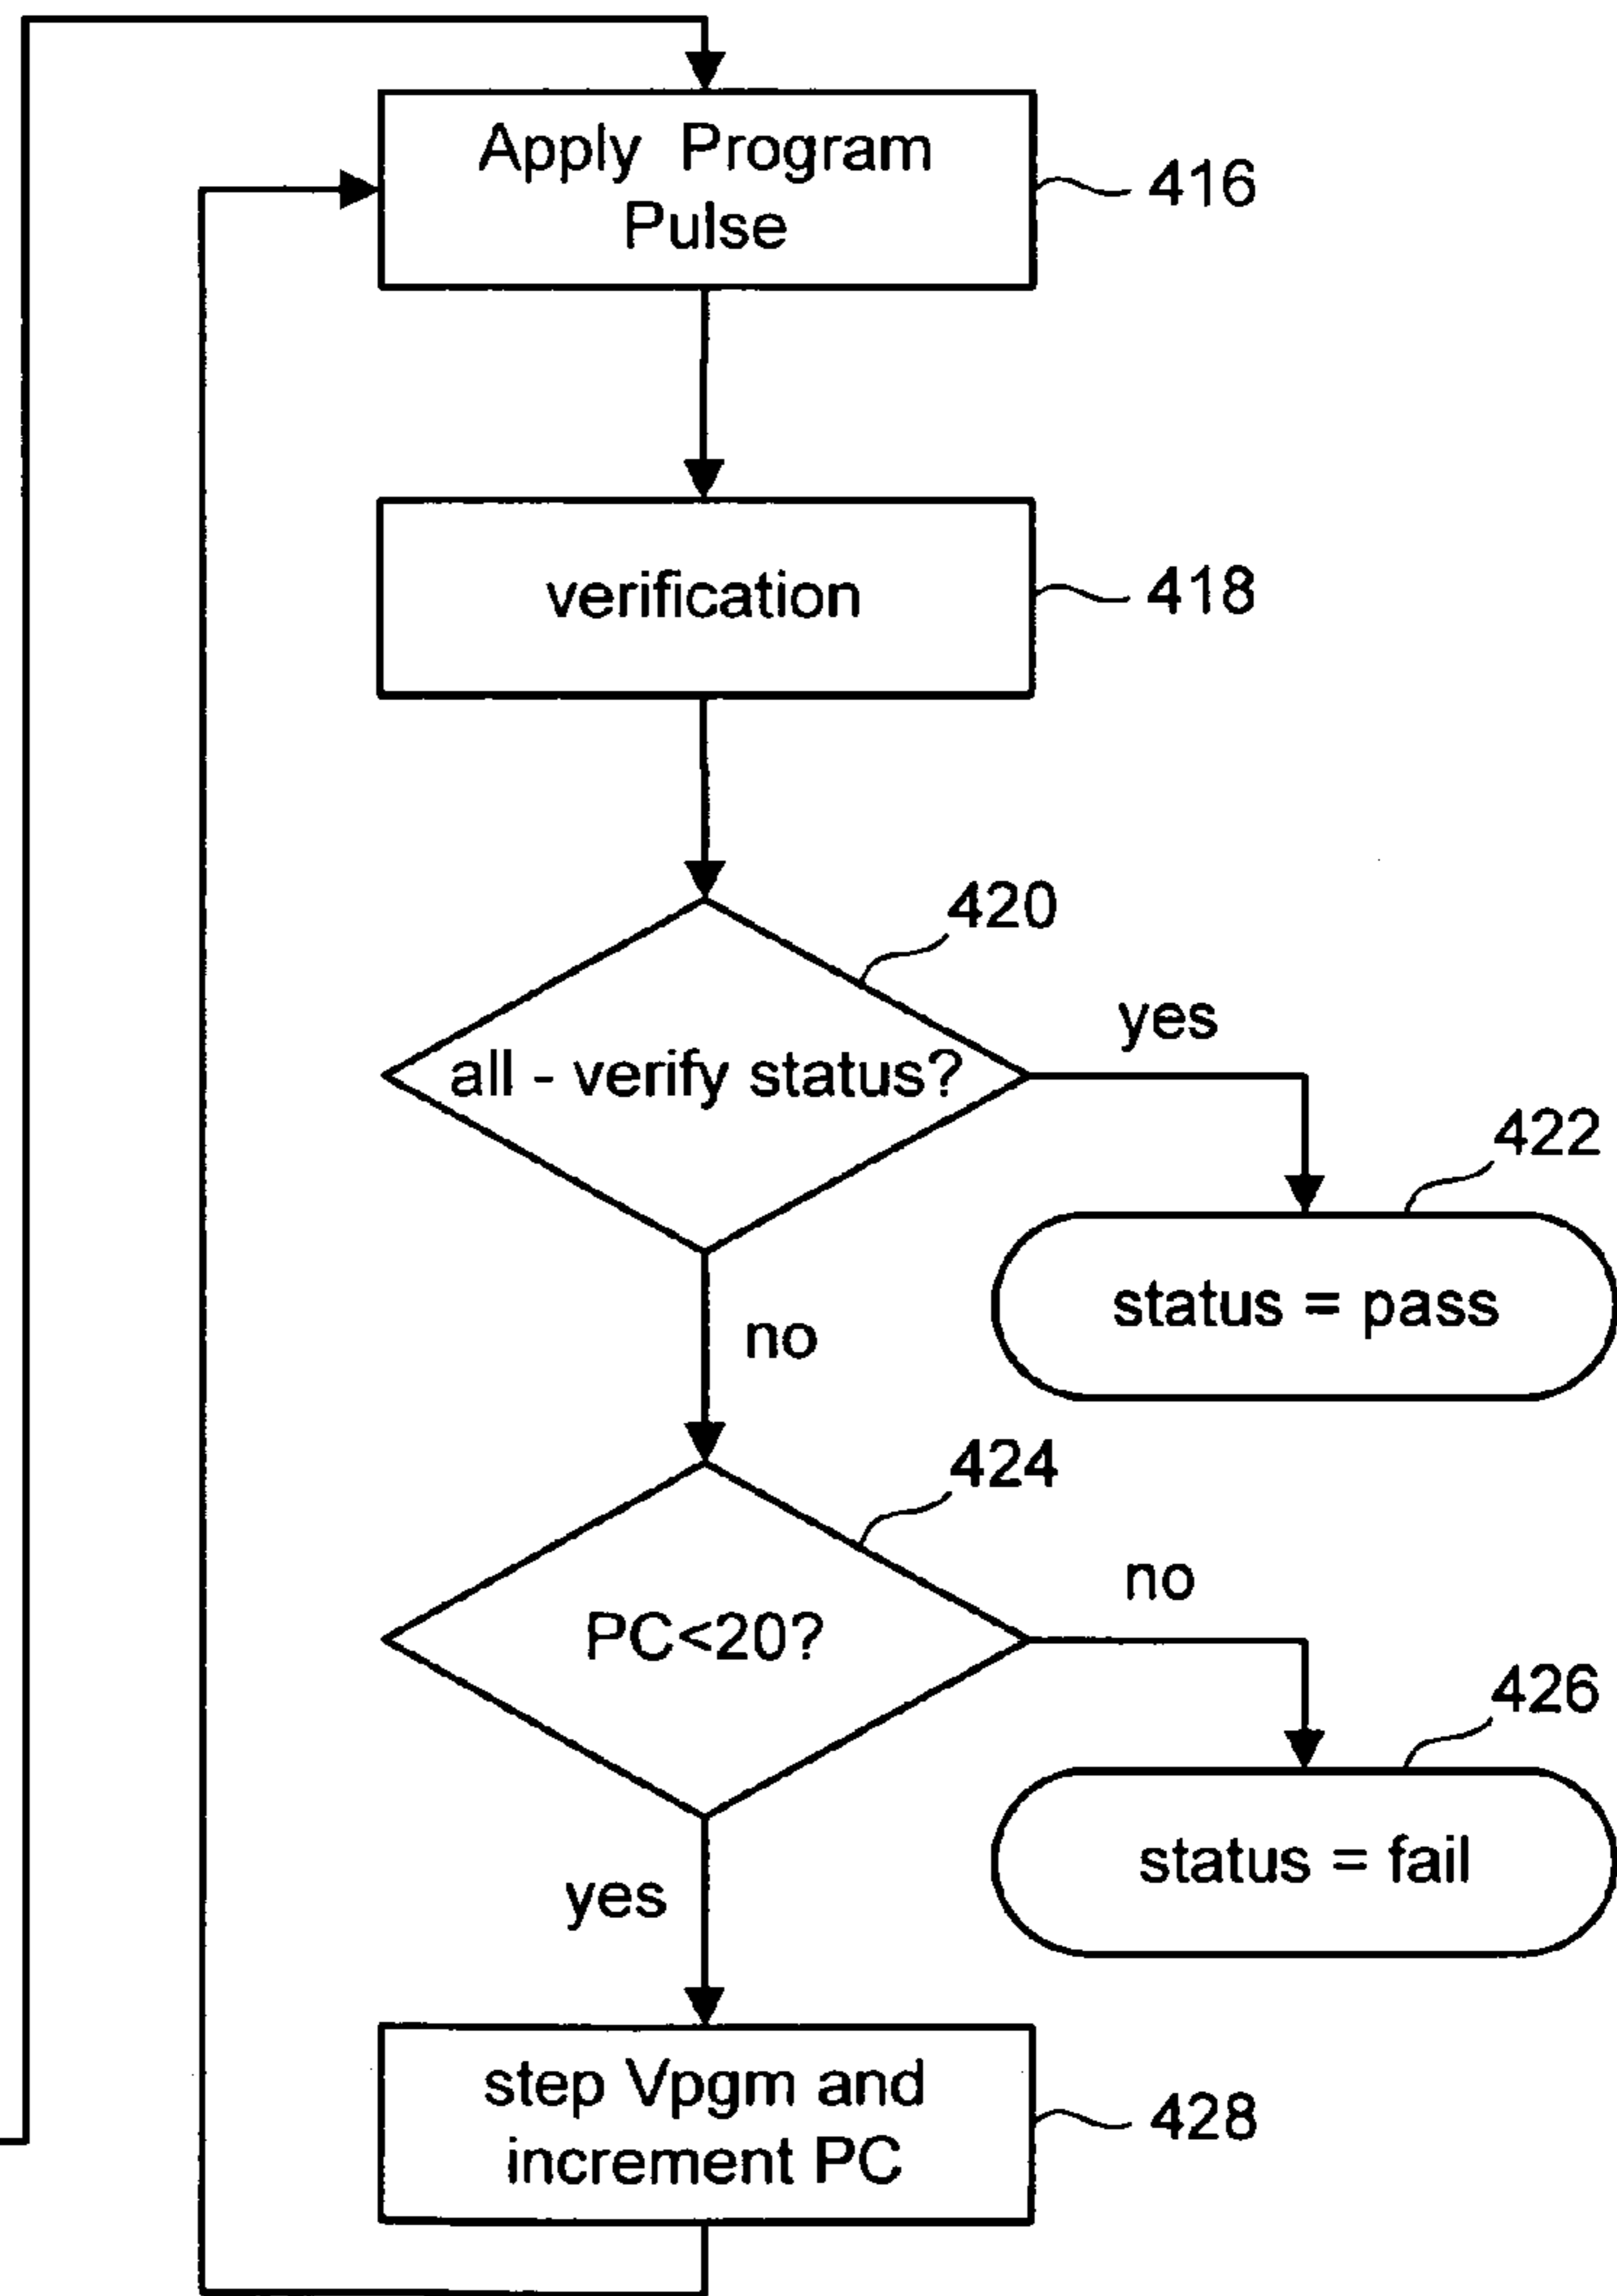 Apply Program
Pulse
416
verification
418
420
all - verify status?
yes
422
status = pass
no
424
PC<20?
no
426
status = fail
yes
step Vpgm and
increment PC
428